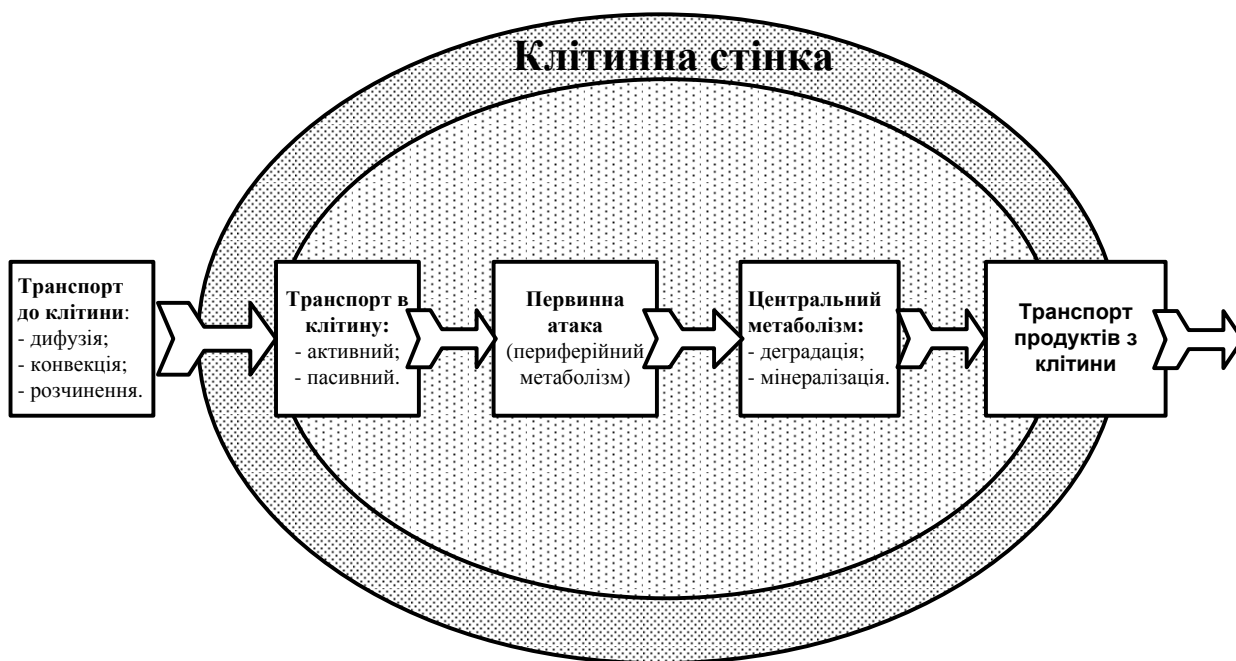 Клітинна стінка
Транспорт
до клітини:
- дифузія;
- конвекція;
- розчинення.
Транспорт в
клітину:
- активний;
- пасивний.
Первинна
атака
(периферійний
метаболізм)
Центральний
метаболізм:
- деградація;
- мінералізація.
Транспорт
продуктів з
клітини